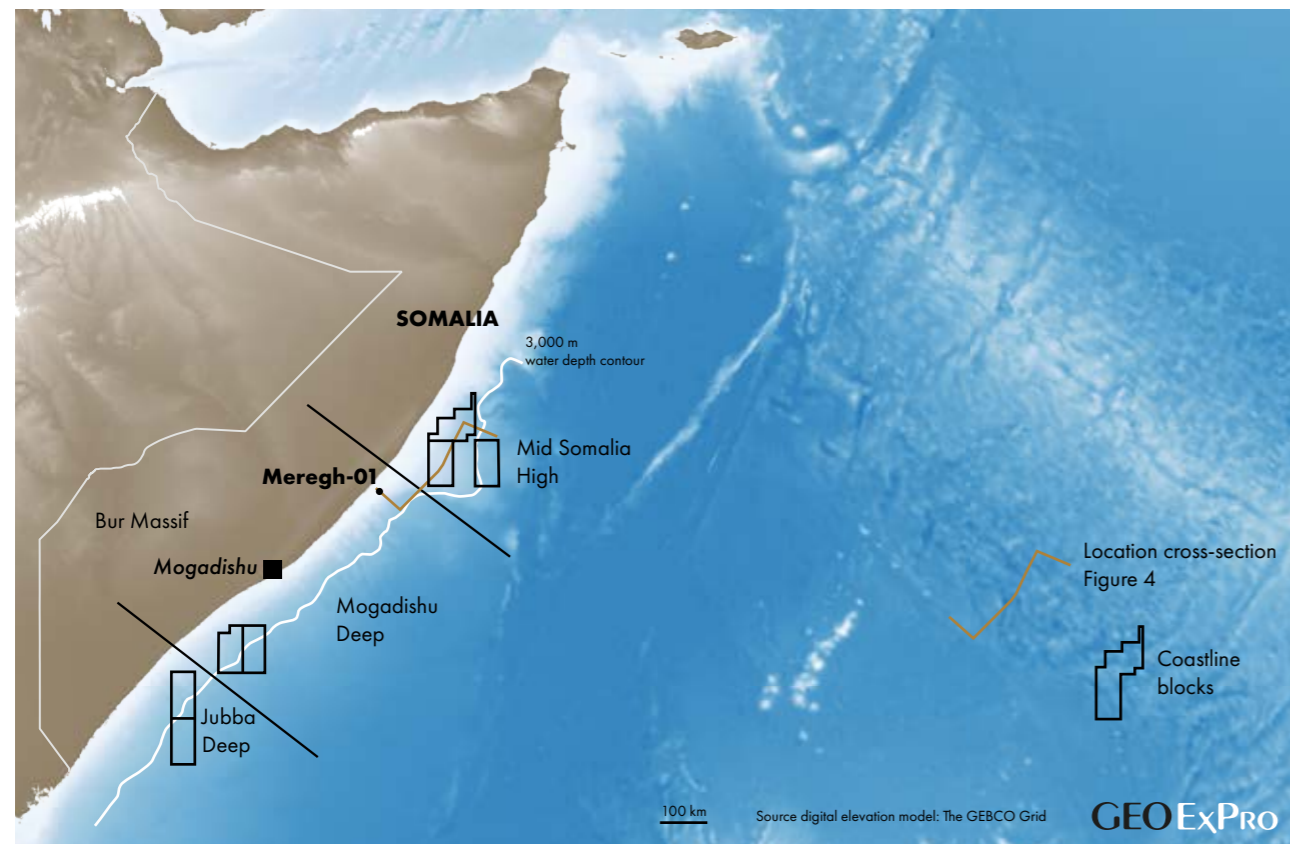 SOMALIA
3,000 m
water depth contour
Mid Somalia
High
Meregh-01
Bur Massif
Mogadishu
Mogadishu
Deep
Jubba
Deep
Location cross-section
Figure 4
Coastline
blocks
100 km
Source digital elevation model: The GEBCO Grid
GEO ExPro